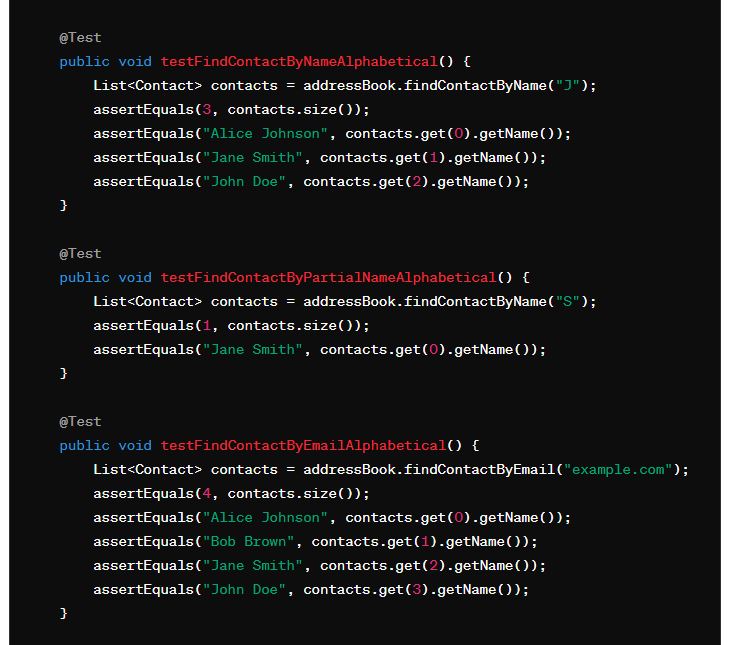 @Test
public void testFindContactByNameAlphabetical() {
    List<Contact> contacts = addressBook.findContactByName("J");
    assertEquals(3, contacts.size());
    assertEquals("Alice Johnson", contacts.get(0).getName());
    assertEquals("Jane Smith", contacts.get(1).getName());
    assertEquals("John Doe", contacts.get(2).getName());
}

@Test
public void testFindContactByPartialNameAlphabetical() {
    List<Contact> contacts = addressBook.findContactByName("S");
    assertEquals(1, contacts.size());
    assertEquals("Jane Smith", contacts.get(0).getName());
}

@Test
public void testFindContactByEmailAlphabetical() {
    List<Contact> contacts = addressBook.findContactByEmail("example.com");
    assertEquals(4, contacts.size());
    assertEquals("Alice Johnson", contacts.get(0).getName());
    assertEquals("Bob Brown", contacts.get(1).getName());
    assertEquals("Jane Smith", contacts.get(2).getName());
    assertEquals("John Doe", contacts.get(3).getName());
}